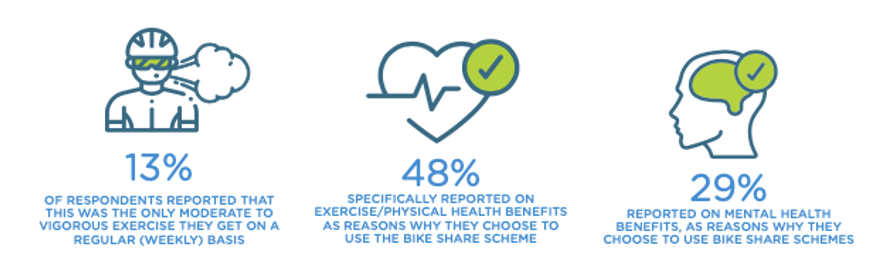 13%
OF RESPONDENTS REPORTED THAT
THIS WAS THE ONLY MODERATE TO
VIGOROUS EXERCISE THEY GET ON A
REGULAR (WEEKLY) BASIS
48%
SPECIFICALLY REPORTED ON
EXERCISE/PHYSICAL HEALTH BENEFITS
AS REASONS WHY THEY CHOOSE TO
USE THE BIKE SHARE SCHEME
29%
REPORTED ON MENTAL HEALTH
BENEFITS, AS REASONS WHY THEY
CHOOSE TO USE BIKE SHARE SCHEMES